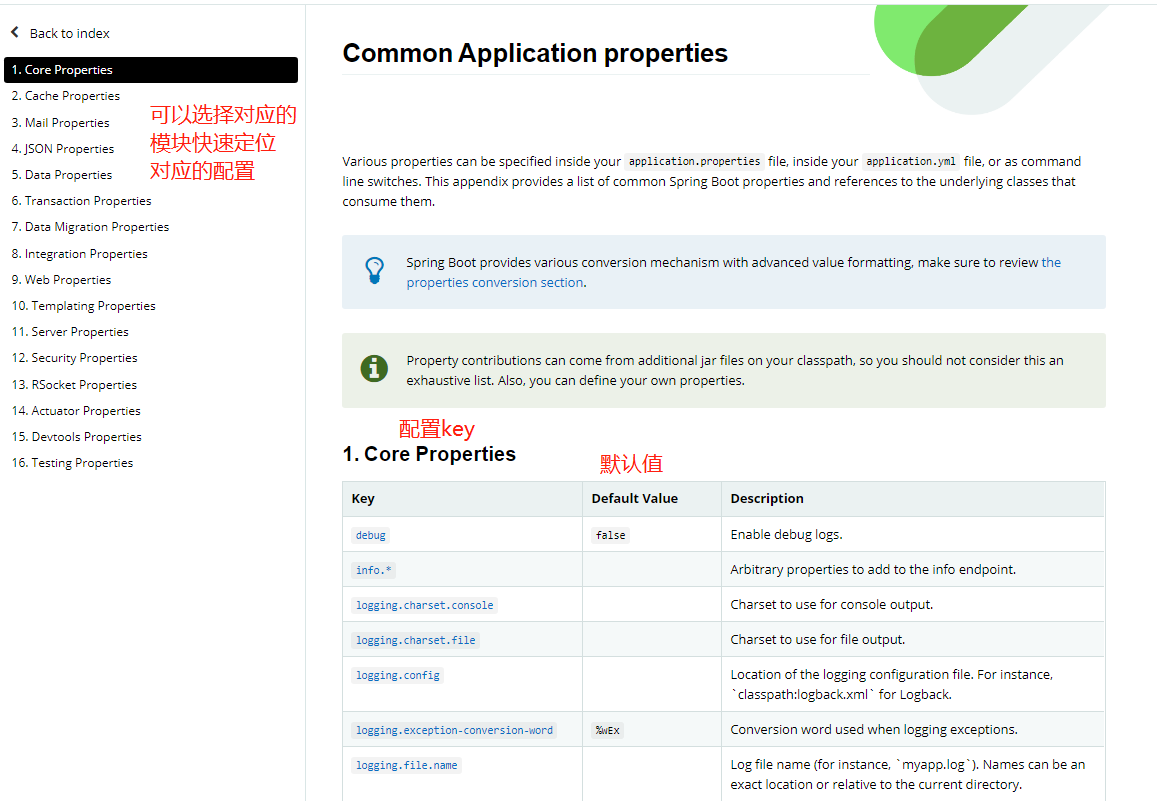 Back to index
1. Core Properties
2. Cache Properties
3. Mail Properties
4. JSON Properties
5. Data Properties
6. Transaction Properties
7. Data Migration Properties
8. Integration Properties
9. Web Properties
10. Templating Properties
11. Server Properties
12. Security Properties
13. RSocket Properties
14. Actuator Properties
15. Devtools Properties
16. Testing Properties
可以选择对应的
模块快速定位
对应的配置
Common Application properties
Various properties can be specified inside your application.properties file, inside your application.yml file, or as command
line switches. This appendix provides a list of common Spring Boot properties and references to the underlying classes that
consume them.
Spring Boot provides various conversion mechanism with advanced value formatting, make sure to review the
properties conversion section.
Property contributions can come from additional jar files on your classpath, so you should not consider this an
exhaustive list. Also, you can define your own properties.
配置key
1. Core Properties
默认值
Key Default Value Description
debug false Enable debug logs.
info.* Arbitrary properties to add to the info endpoint.
logging.charset.console Charset to use for console output.
logging.charset.file Charset to use for file output.
logging.config Location of the logging configuration file. For instance,
`classpath:logback.xml` for Logback.
logging.exception-conversion-word %wEx Conversion word used when logging exceptions.
logging.file.name Log file name (for instance, `myapp.log`). Names can be an
exact location or relative to the current directory.